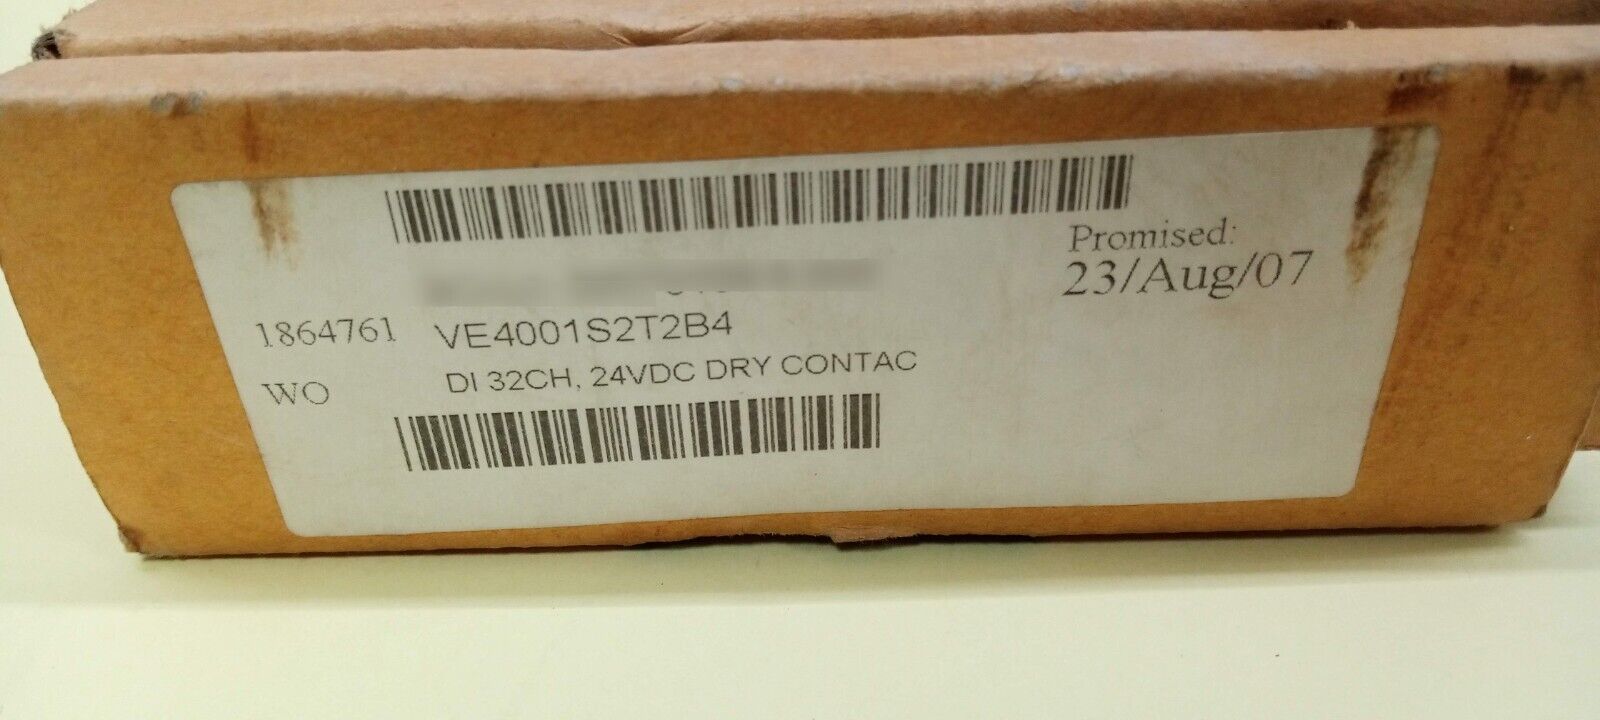 Promised:
23/Aug/07
1864761 VE4001S2T2B4
WO DI 32CH, 24VDC DRY CONTAC